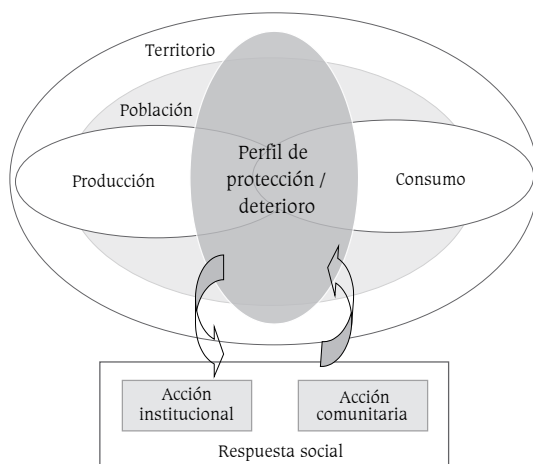 Territorio
Población
Producción
Perfil de
protección /
deterioro
Consumo
Acción
institucional
Acción
comunitaria
Respuesta social